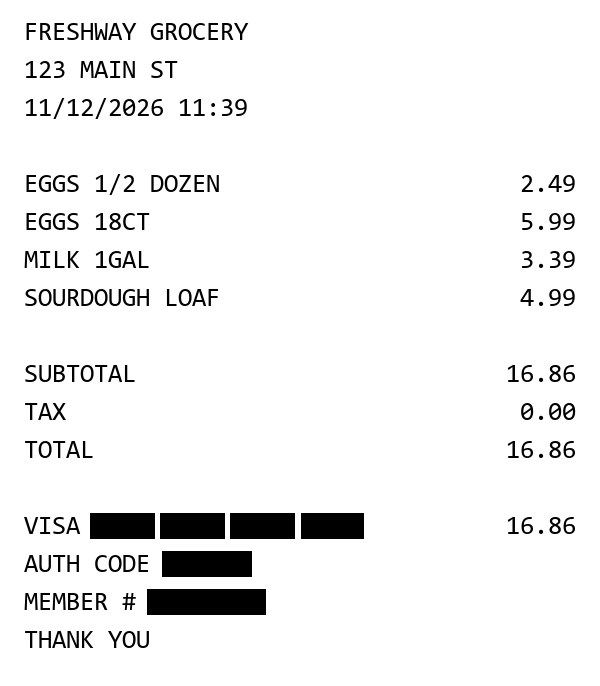 FRESHWAY GROCERY
123 MAIN ST
11/12/2026 11:39
EGGS 1/2 DOZEN 2.49
EGGS 18CT 5.99
MILK 1GAL 3.39
SOURDOUGH LOAF 4.99
SUBTOTAL 16.86
TAX 0.00
TOTAL 16.86
VISA 16.86
AUTH CODE
MEMBER #
THANK YOU